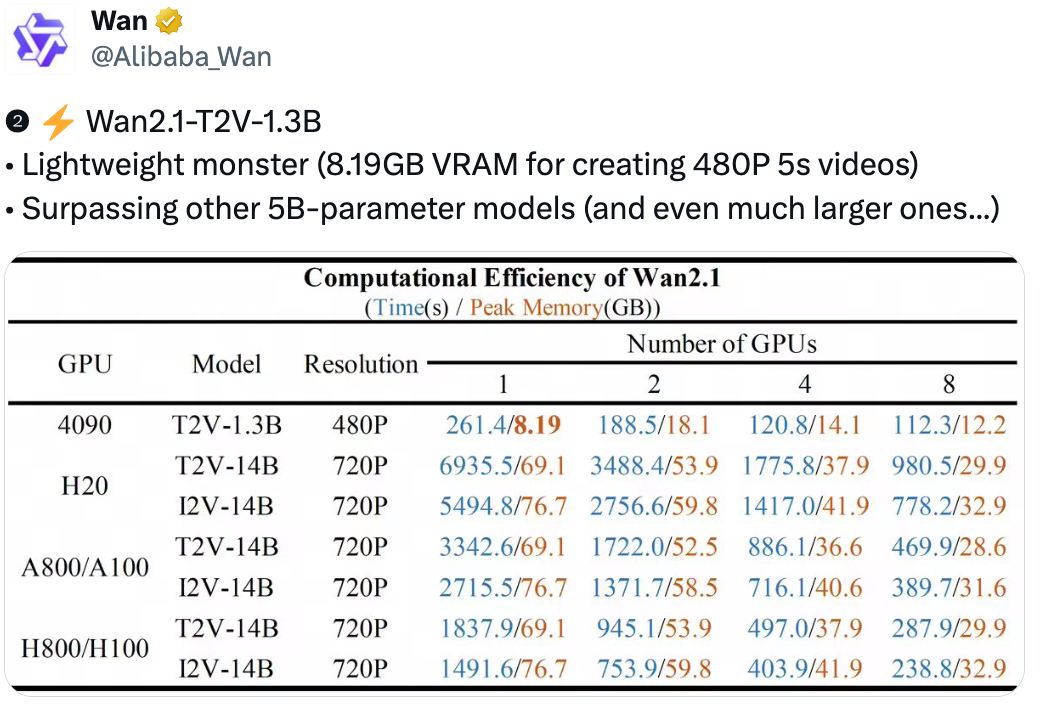 Wan
@Alibaba_Wan
❷ ⚡ Wan2.1-T2V-1.3B
• Lightweight monster (8.19GB VRAM for creating 480P 5s videos)
• Surpassing other 5B-parameter models (and even much larger ones...)
Computational Efficiency of Wan2.1
(Time(s) / Peak Memory(GB))
GPU Model Resolution Number of GPUs
1 2 4 8
4090 T2V-1.3B 480P 261.4/8.19 188.5/18.1 120.8/14.1 112.3/12.2
H20 T2V-14B 720P 6935.5/69.1 3488.4/53.9 1775.8/37.9 980.5/29.9
I2V-14B 720P 5494.8/76.7 2756.6/59.8 1417.0/41.9 778.2/32.9
A800/A100 T2V-14B 720P 3342.6/69.1 1722.0/52.5 886.1/36.6 469.9/28.6
I2V-14B 720P 2715.5/76.7 1371.7/58.5 716.1/40.6 389.7/31.6
H800/H100 T2V-14B 720P 1837.9/69.1 945.1/53.9 497.0/37.9 287.9/29.9
I2V-14B 720P 1491.6/76.7 753.9/59.8 403.9/41.9 238.8/32.9